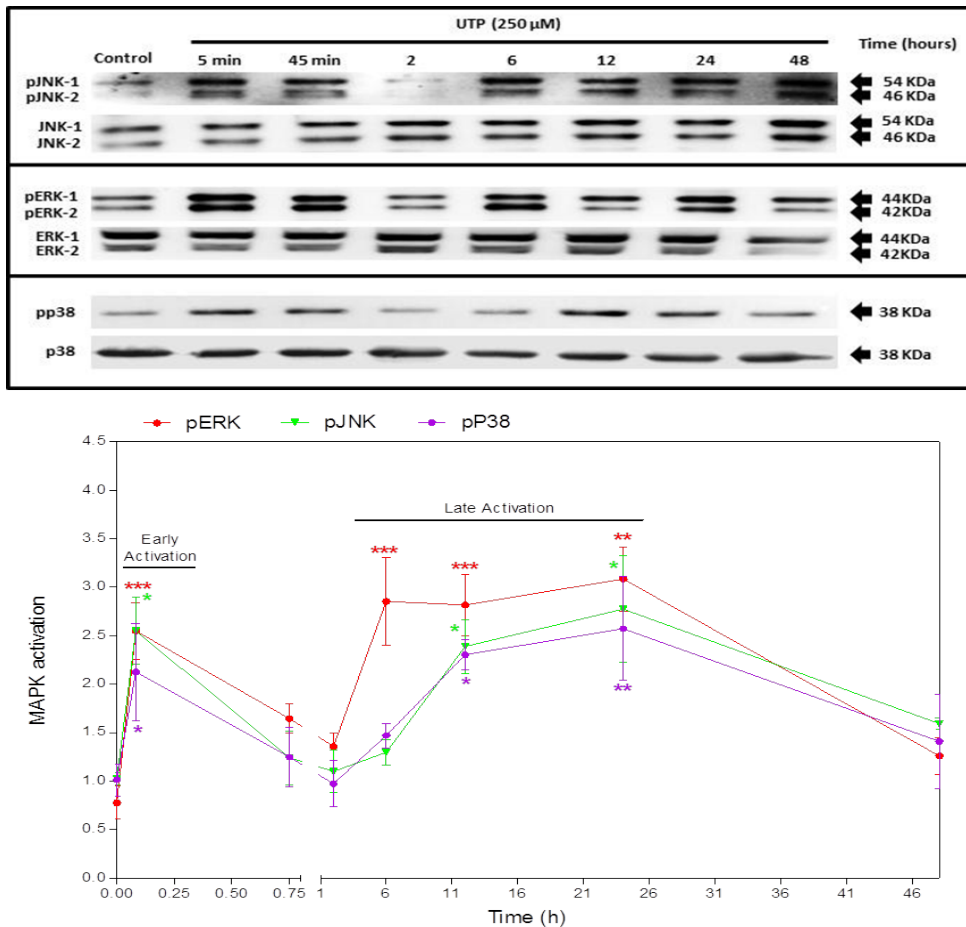 UTP (250 µM)
Control 5 min 45 min 2 6 12 24 48 Time (hours)
pJNK-1 54 KDa
pJNK-2 46 KDa
JNK-1 54 KDa
JNK-2 46 KDa
pERK-1 44KDa
pERK-2 42KDa
ERK-1 44KDa
ERK-2 42KDa
pp38 38 KDa
p38 38 KDa
pERK pJNK pP38
4.5
4.0
3.5
3.0
2.5
2.0
1.5
1.0
0.5
0.0
MAPK activation
Early
Activation
Late Activation
*** * * *** *** * * ** * **
0.00 0.25 0.50 0.75 1 6 11 16 21 26 31 36 41 46
Time (h)